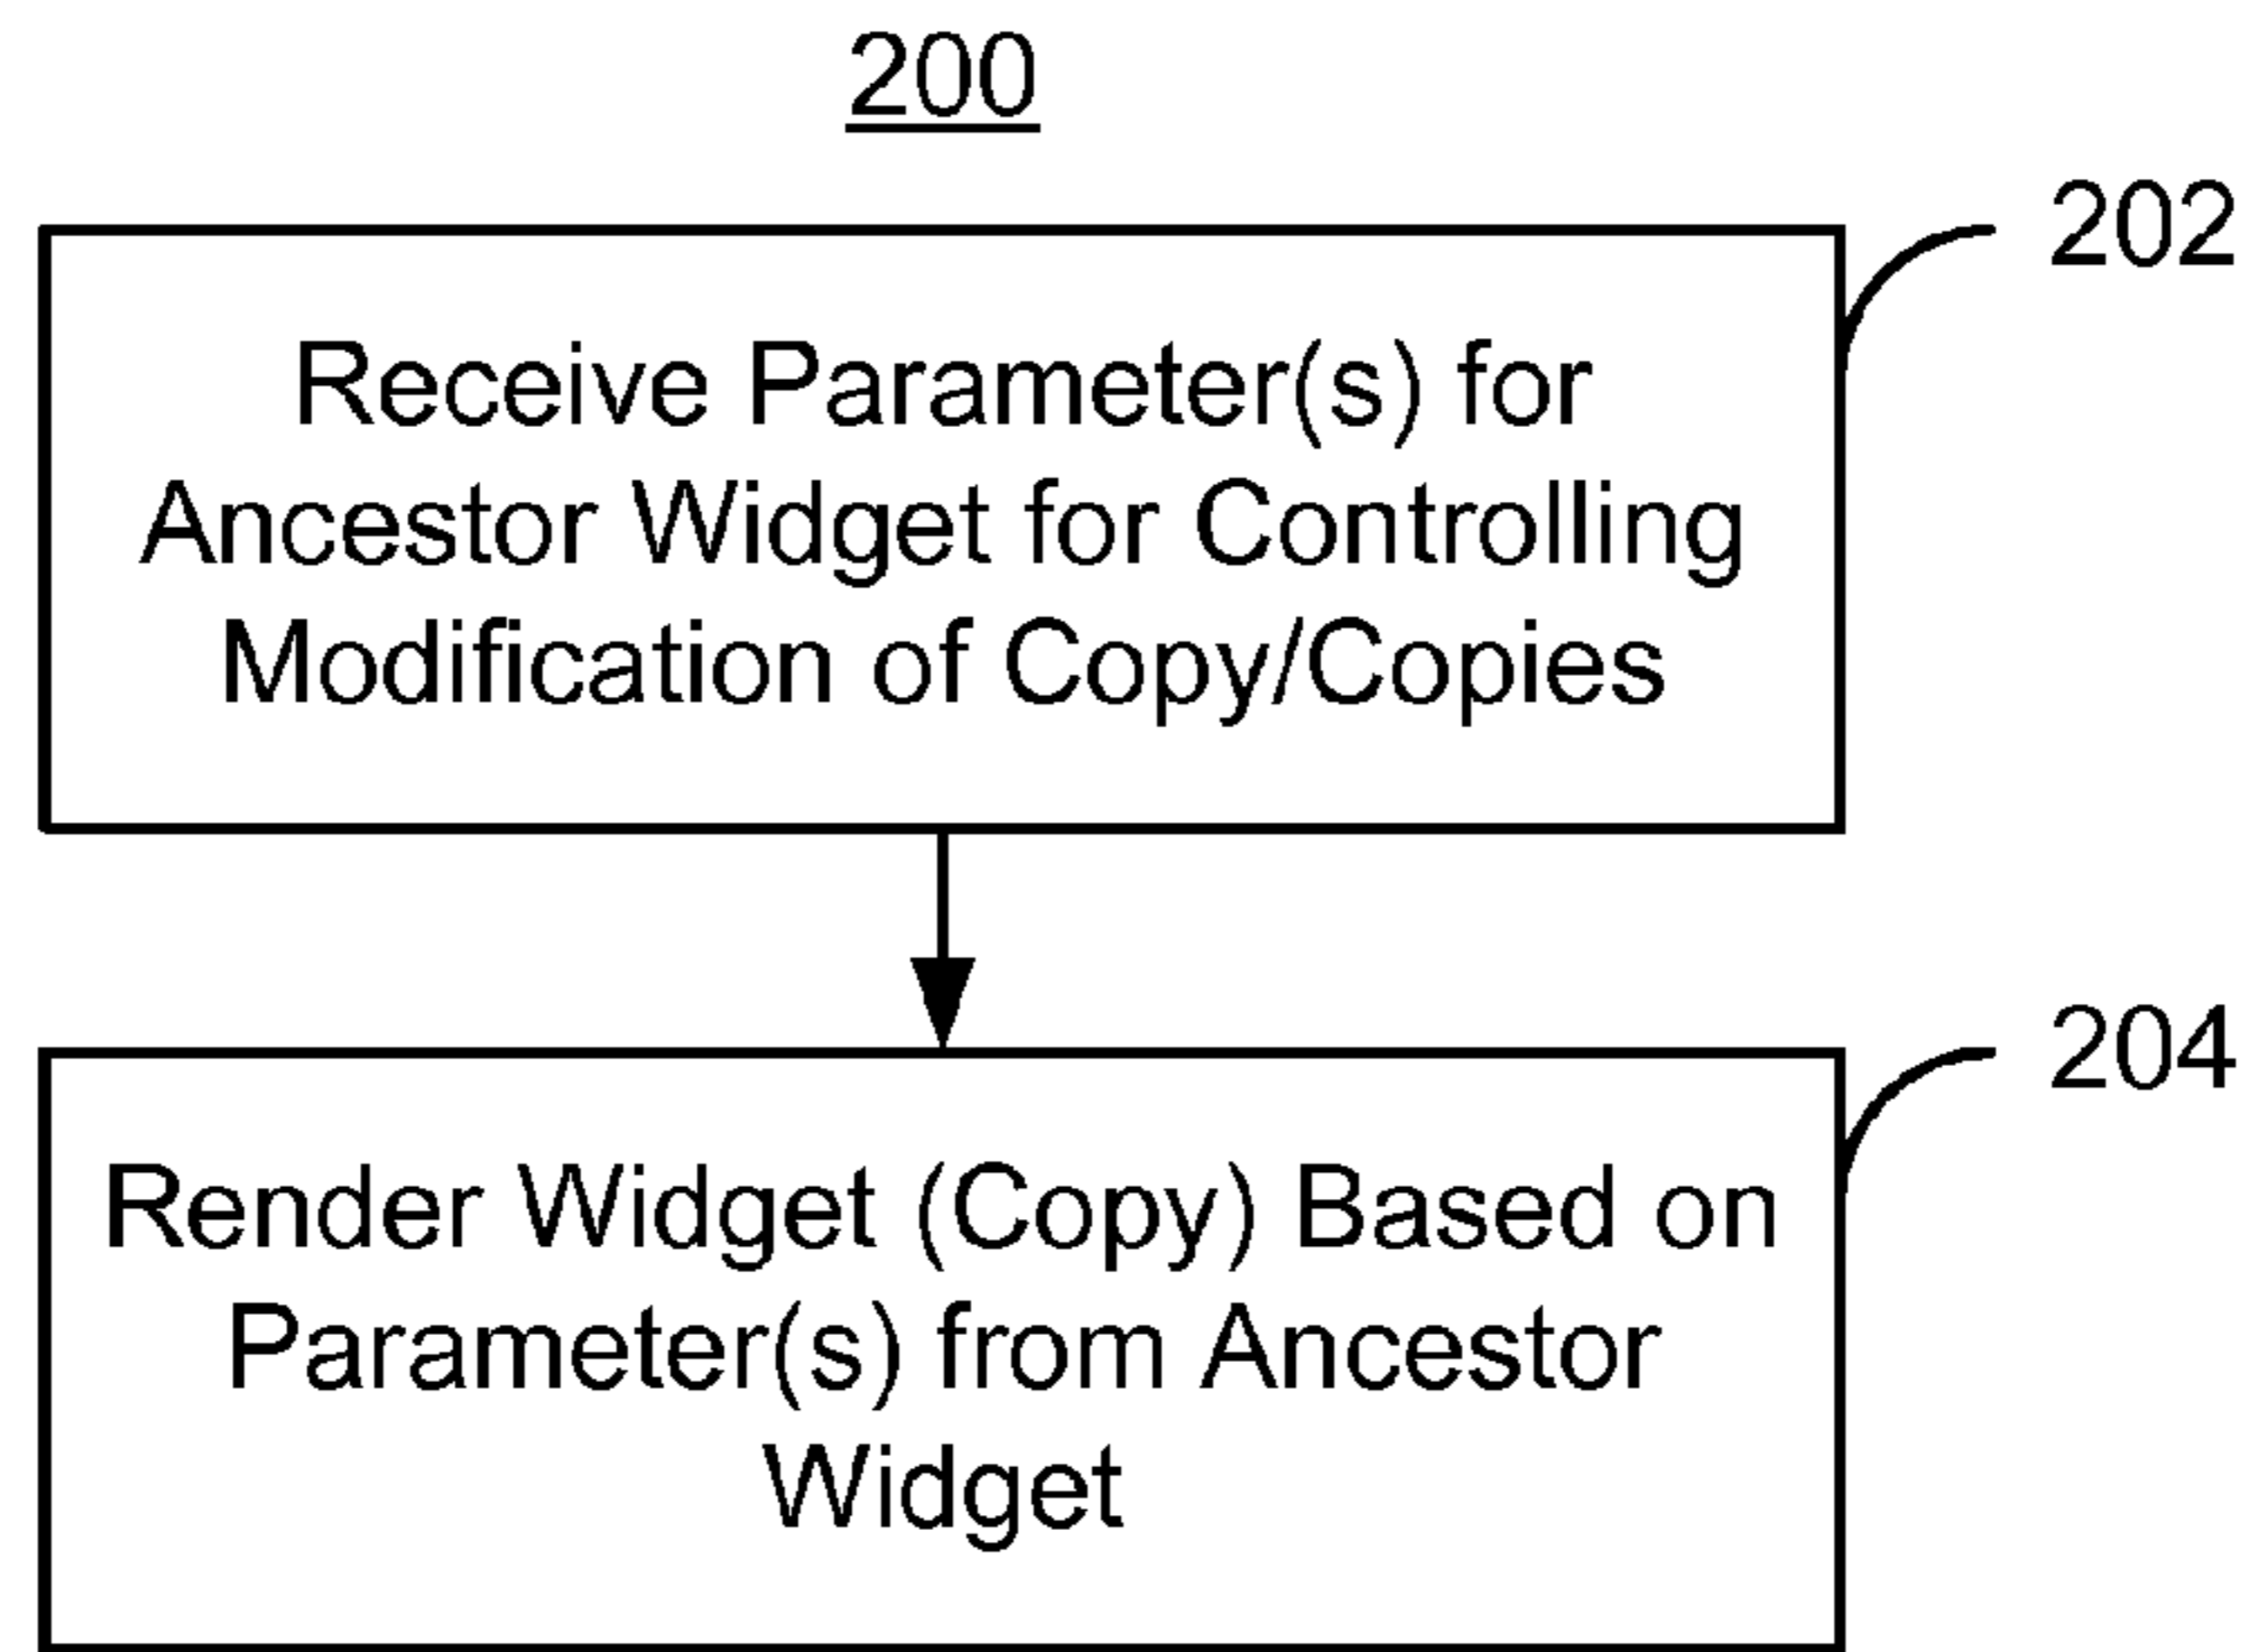 200
202
Receive Parameter(s) for
Ancestor Widget for Controlling
Modification of Copy/Copies
204
Render Widget (Copy) Based on
Parameter(s) from Ancestor
Widget